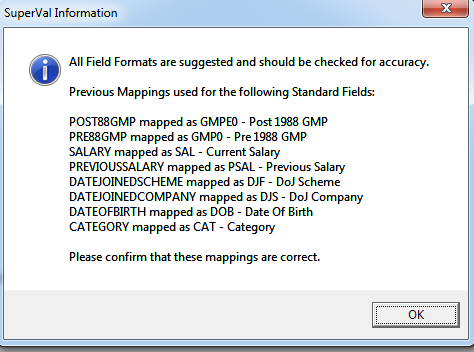 SuperVal Information
All Field Formats are suggested and should be checked for accuracy.
Previous Mappings used for the following Standard Fields:
POST88GMP mapped as GMPE0 - Post 1988 GMP
PRE88GMP mapped as GMP0 - Pre 1988 GMP
SALARY mapped as SAL - Current Salary
PREVIOUSSALARY mapped as PSAL - Previous Salary
DATEJOINEDSCHEME mapped as DJF - DoJ Scheme
DATEJOINEDCOMPANY mapped as DJS - DoJ Company
DATEOFBIRTH mapped as DOB - Date Of Birth
CATEGORY mapped as CAT - Category
Please confirm that these mappings are correct.
OK